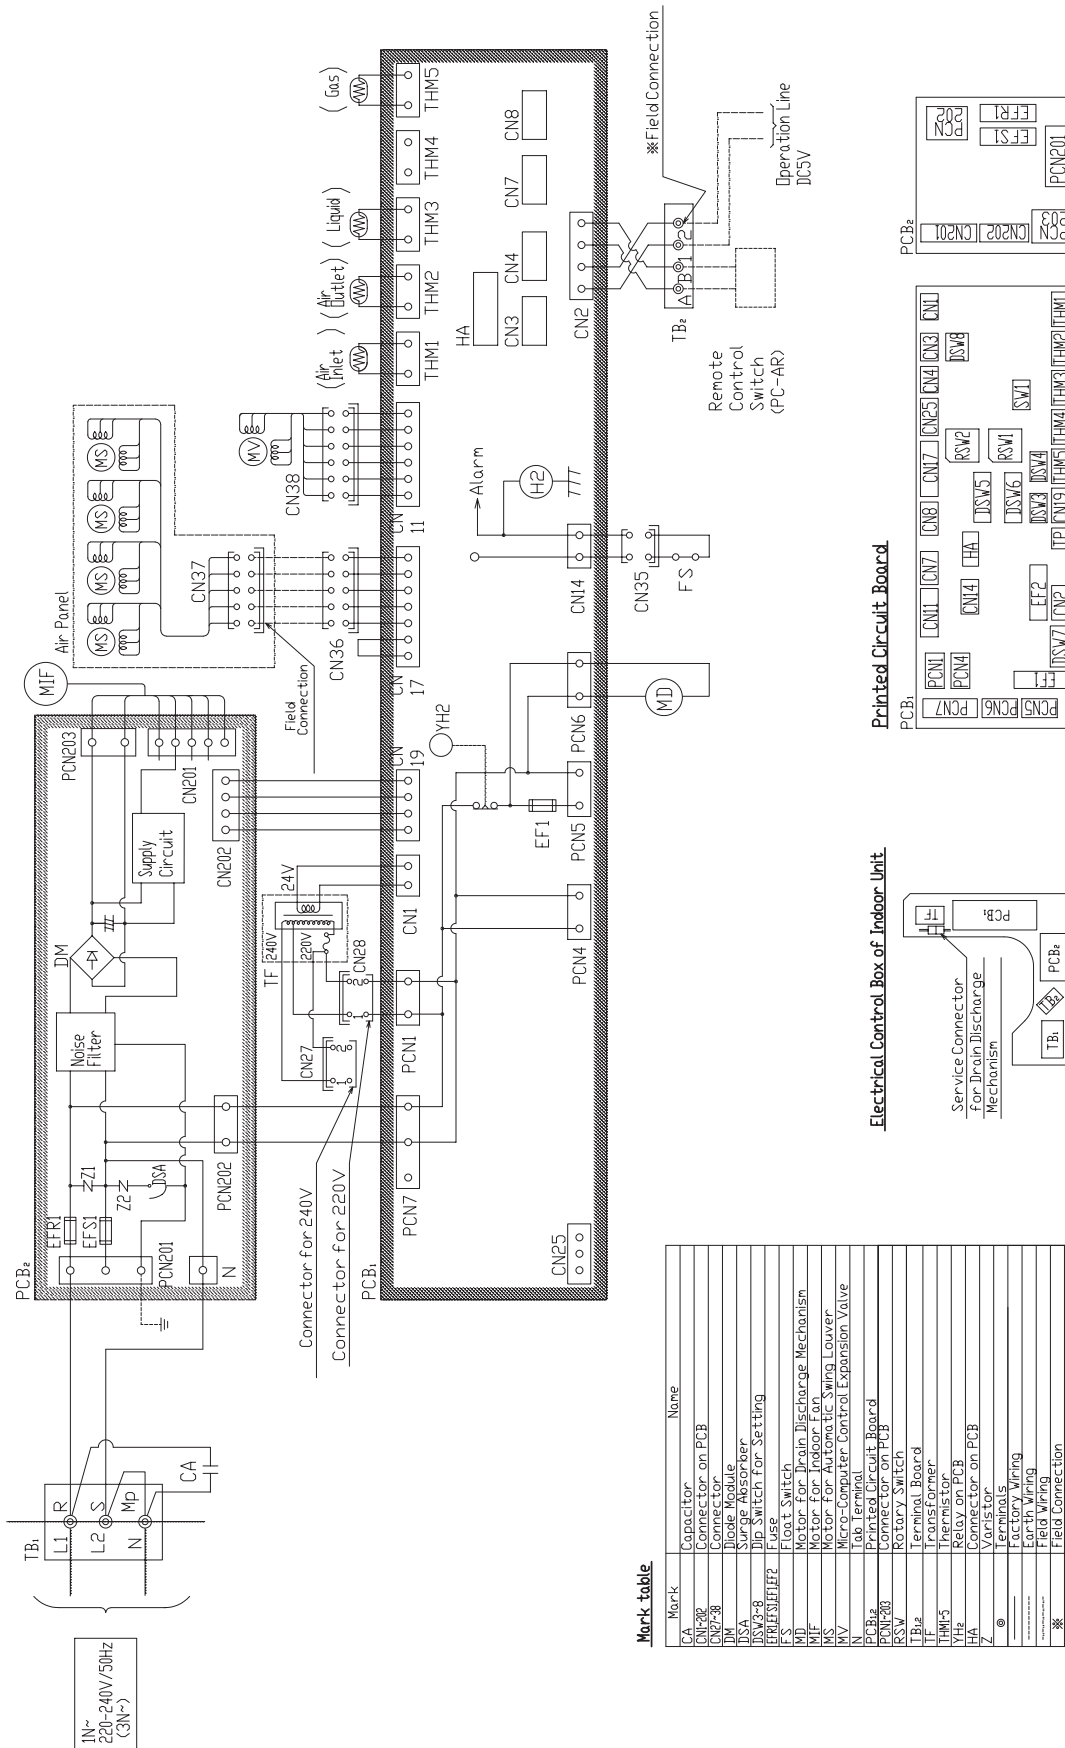 1N~
220-240V/50Hz
(3N~)
TB₁
L1
R
L2
S
N
Mp
CA
PCB₂
EFR1
EFS1
Z1
Z2
DSA
PCN201
N
PCN202
Noise
Filter
DM
Supply
Circuit
PCN203
CN201
CN202
MIF
Air Panel
MS
MS
MS
MS
CN37
Field
Connection
CN36
MV
CN38
(Air
Inlet)
(Air
Outlet)
(Liquid)
(Gas)
TF
240V
220V
24V
CN27
1
2
CN28
1
2
Connector for 240V
Connector for 220V
PCB₁
PCN7
PCN1
CN1
CN
19
CN
17
CN
11
THM1
THM2
THM3
THM4
THM5
CN25
PCN4
PCN5
PCN6
EF1
YH2
MD
CN14
Alarm
H2
CN35
FS
HA
CN3
CN4
CN7
CN8
CN2
TB₂
A
B
1
2
※Field Connection
Remote
Control
Switch
(PC-AR)
Operation Line
DC5V
Mark table
Mark Name
CA Capacitor
CN1~202 Connector on PCB
CN27~38 Connector
DM Diode Module
DSA Surge Absorber
DSW3~8 Dip Switch for Setting
EFR1,EFS1,EF1,EF2 Fuse
FS Float Switch
MD Motor for Drain Discharge Mechanism
MIF Motor for Indoor Fan
MS Motor for Automatic Swing Louver
MV Micro-Computer Control Expansion Valve
N Tab Terminal
PCB₁,₂ Printed Circuit Board
PCN1~203 Connector on PCB
RSW Rotary Switch
TB₁,₂ Terminal Board
TF Transformer
THM1~5 Thermistor
YH₂ Relay on PCB
HA Connector on PCB
Z Varistor
◎ Terminals
Factory Wiring
Earth Wiring
Field Wiring
※ Field Connection
Electrical Control Box of Indoor Unit
Service Connector
for Drain Discharge
Mechanism
TF
PCB₁
TB₁
TB₂
PCB₂
Printed Circuit Board
PCB₁
PCN7
PCN6
PCN5
PCN1
PCN4
CN11
CN7
CN8
CN17
CN25
CN4
CN3
CN1
CN14
HA
DSW5
RSW2
DSW8
EF1
EF2
DSW6
RSW1
SW1
DSW3
DSW4
DSW7
CN2
TP
CN19
THM5
THM4
THM3
THM2
THM1
PCB₂
CN201
CN202
PCN
203
PCN
202
EFS1
EFR1
PCN201